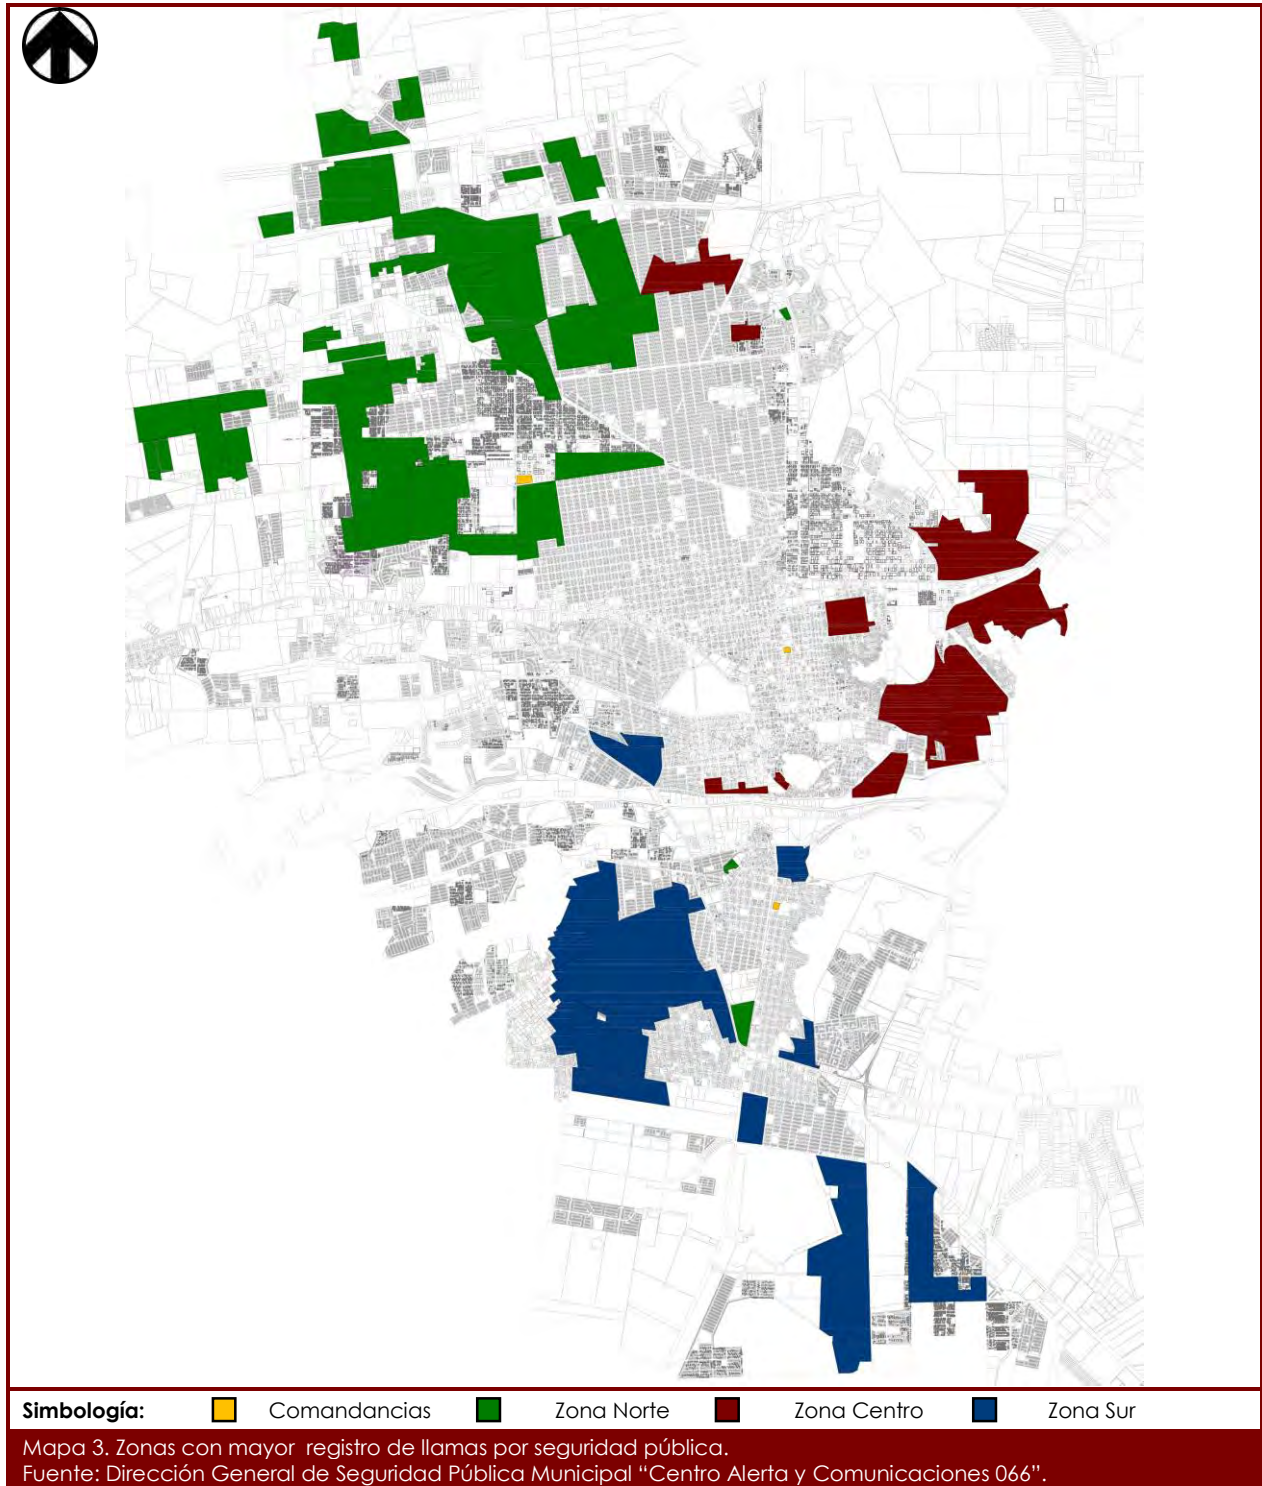 Simbología: Comandancias Zona Norte Zona Centro Zona Sur
Mapa 3. Zonas con mayor registro de llamas por seguridad pública.
Fuente: Dirección General de Seguridad Pública Municipal “Centro Alerta y Comunicaciones 066”.